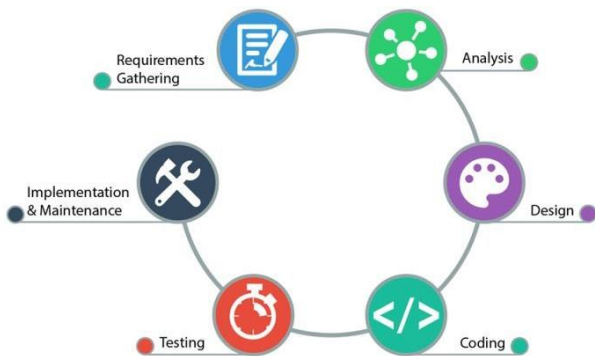 Requirements
Gathering
Analysis
Implementation
& Maintenance
Design
Testing
</>
Coding